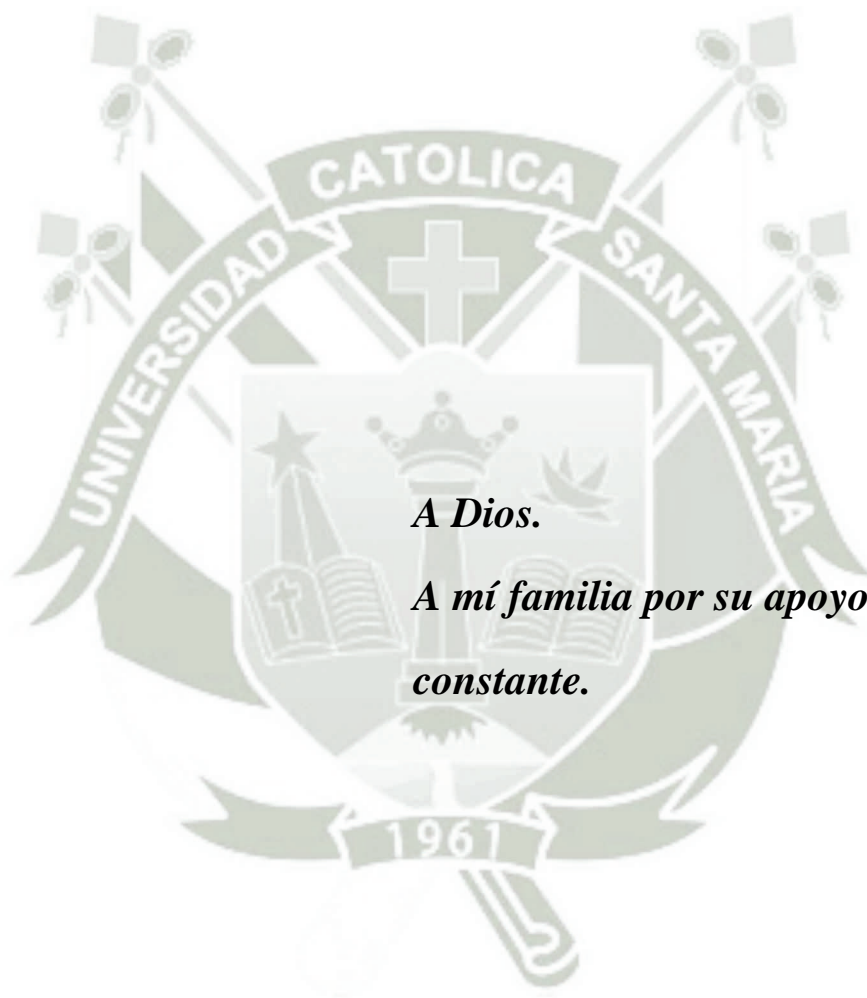 UNIVERSIDAD CATOLICA SANTA MARIA
A Dios.
A mí familia por su apoyo
constante.
1961